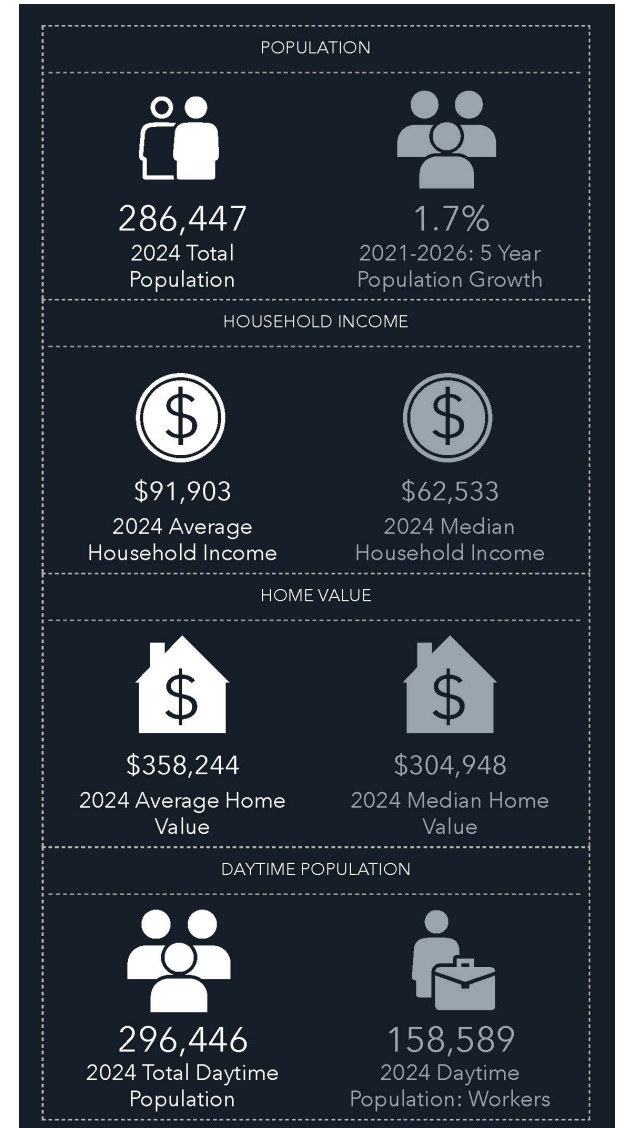 POPULATION
286,447
2024 Total
Population
1.7%
2021-2026: 5 Year
Population Growth
HOUSEHOLD INCOME
$
$91,903
2024 Average
Household Income
$
$62,533
2024 Median
Household Income
HOME VALUE
$
$358,244
2024 Average Home
Value
$
$304,948
2024 Median Home
Value
DAYTIME POPULATION
296,446
2024 Total Daytime
Population
158,589
2024 Daytime
Population: Workers